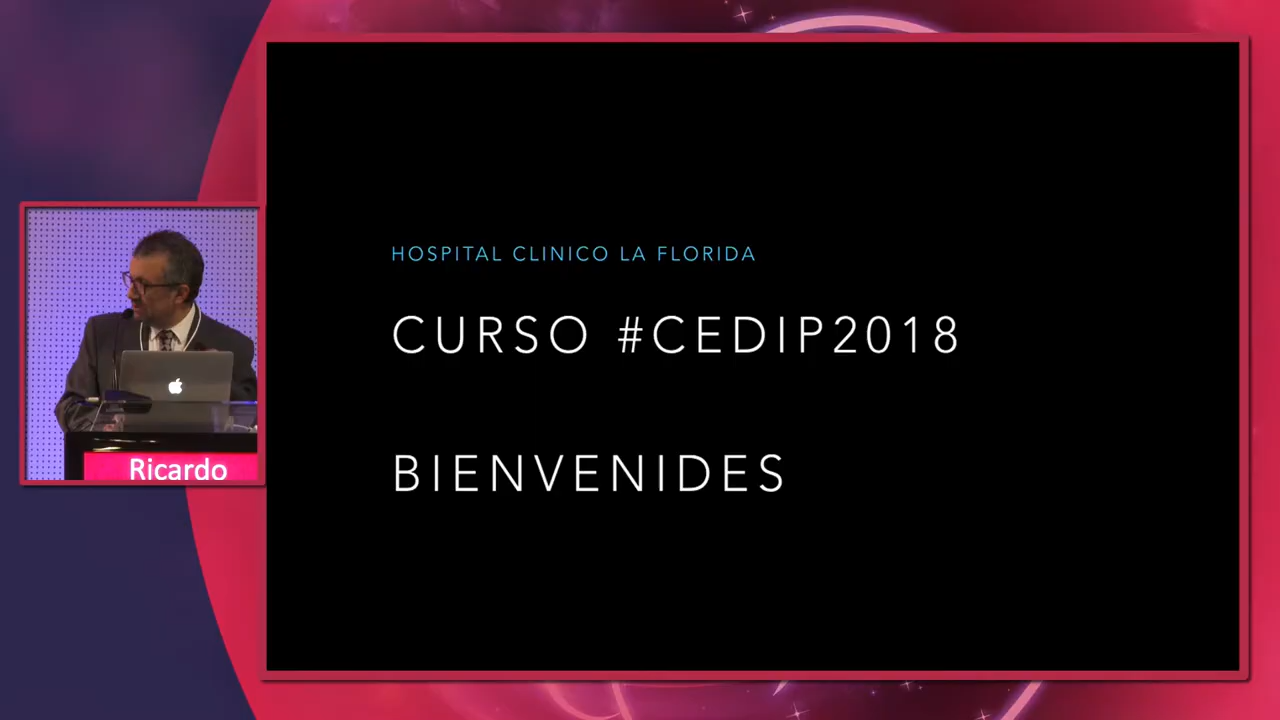 HOSPITAL CLINICO LA FLORIDA
CURSO #CEDIP2018
BIENVENIDES
Ricardo